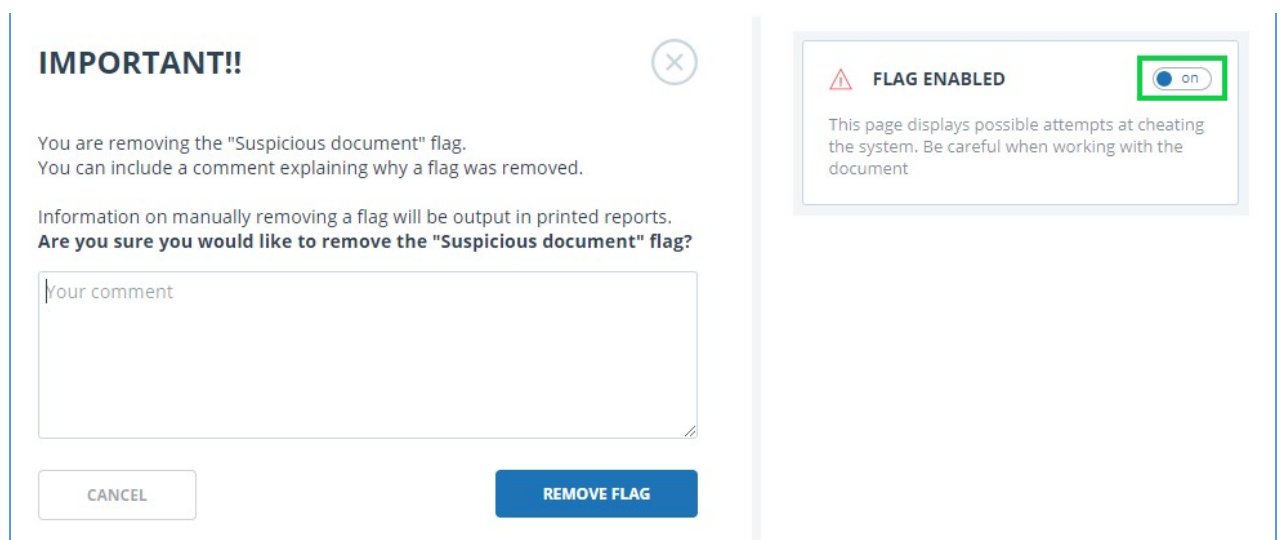 IMPORTANT!!
You are removing the "Suspicious document" flag.
You can include a comment explaining why a flag was removed.
Information on manually removing a flag will be output in printed reports.
Are you sure you would like to remove the "Suspicious document" flag?
Your comment
CANCEL
REMOVE FLAG
FLAG ENABLED
on
This page displays possible attempts at cheating
the system. Be careful when working with the
document